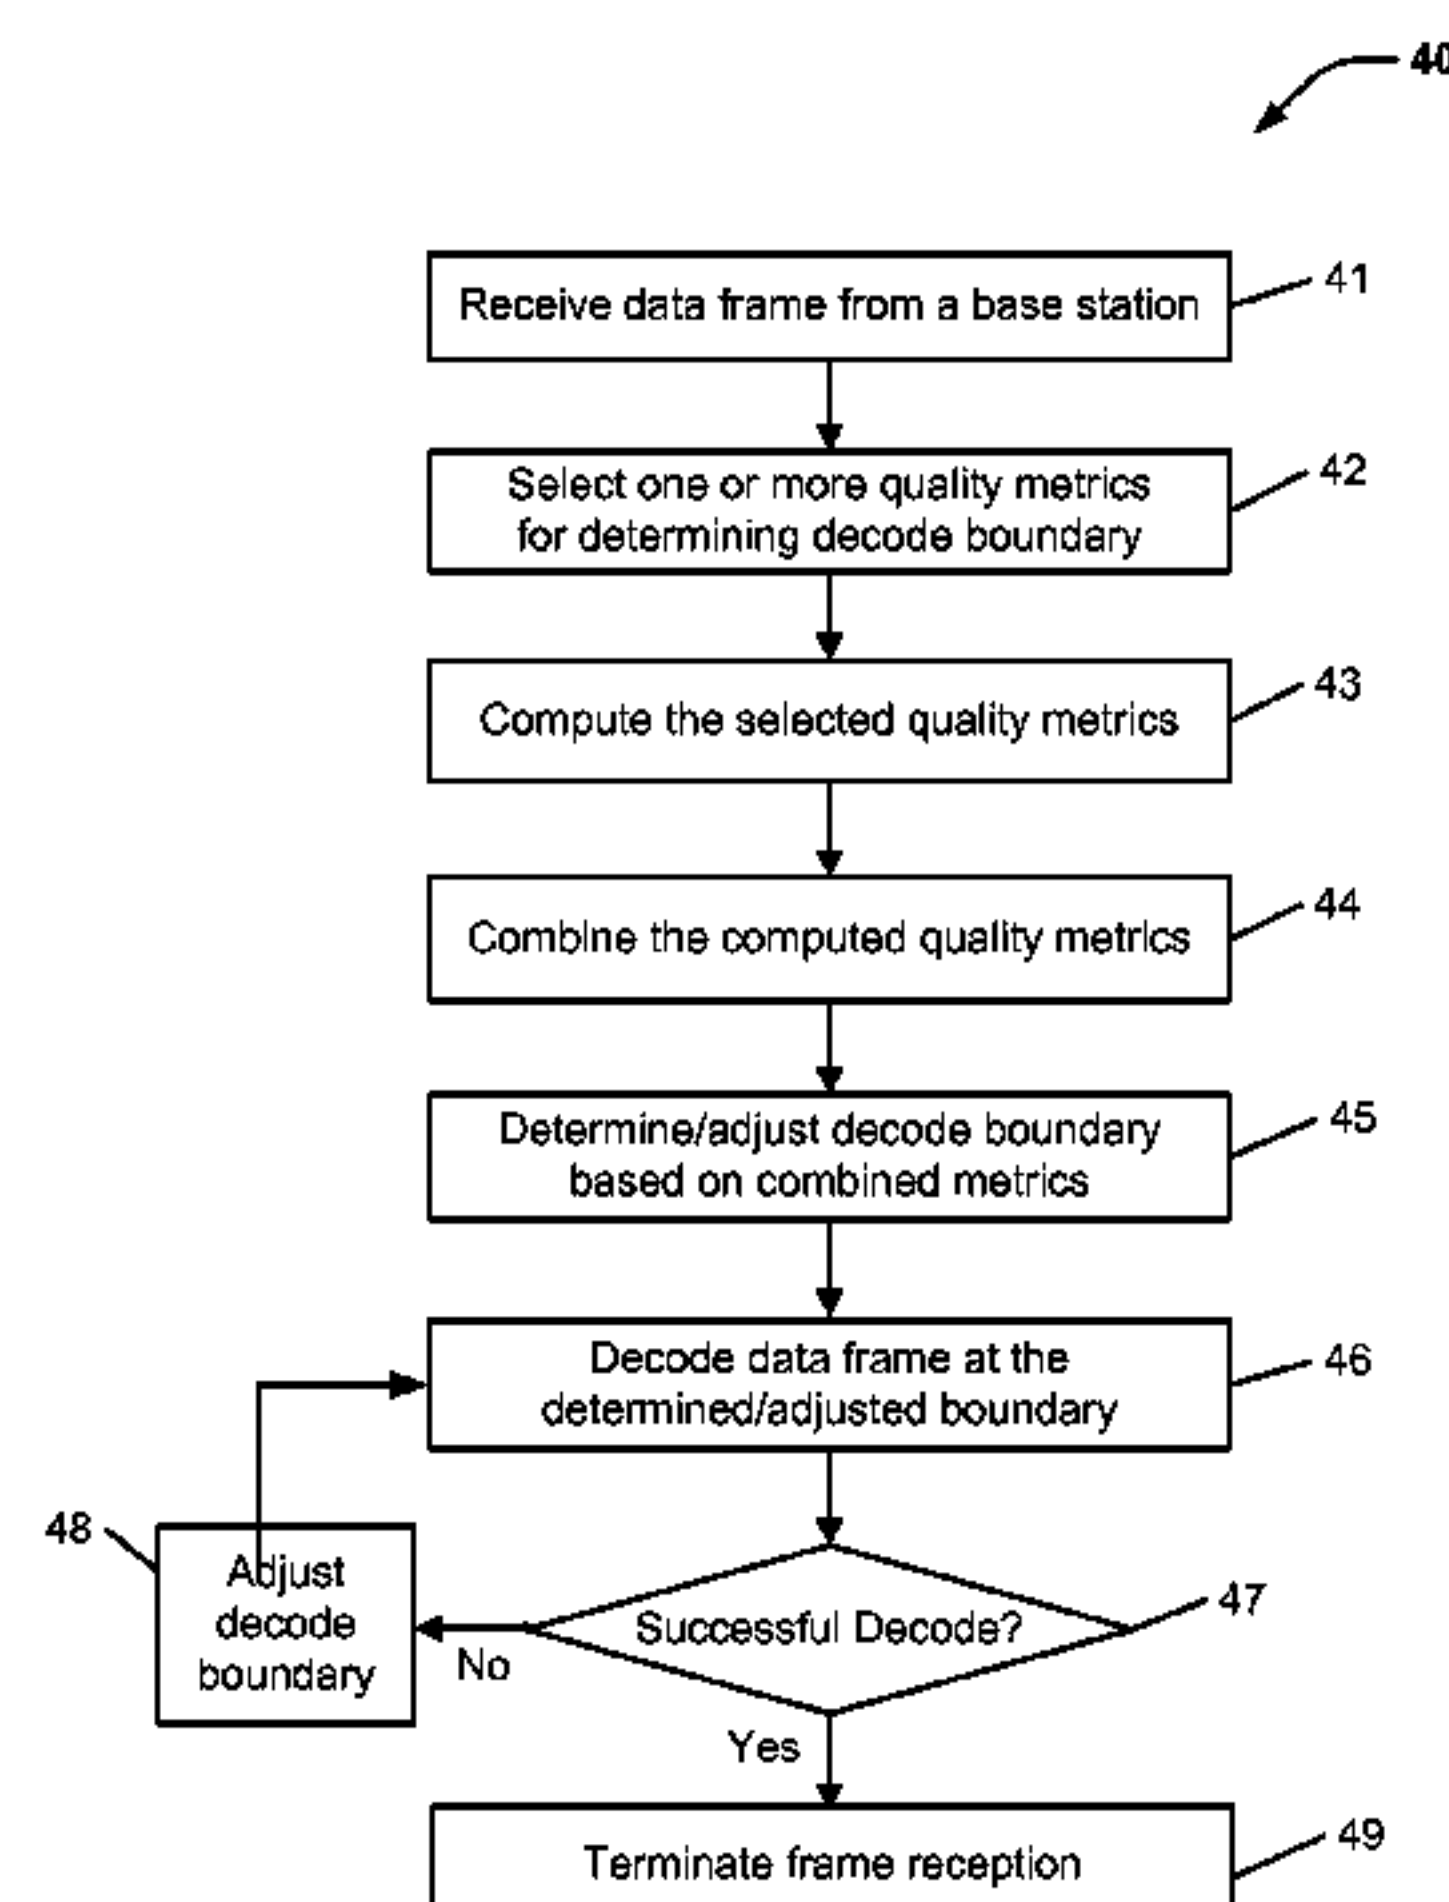 40
Receive data frame from a base station
41
Select one or more quality metrics
for determining decode boundary
42
Compute the selected quality metrics
43
Combine the computed quality metrics
44
Determine/adjust decode boundary
based on combined metrics
45
Decode data frame at the
determined/adjusted boundary
46
48
Adjust
decode
boundary
No
Successful Decode?
47
Yes
Terminate frame reception
49